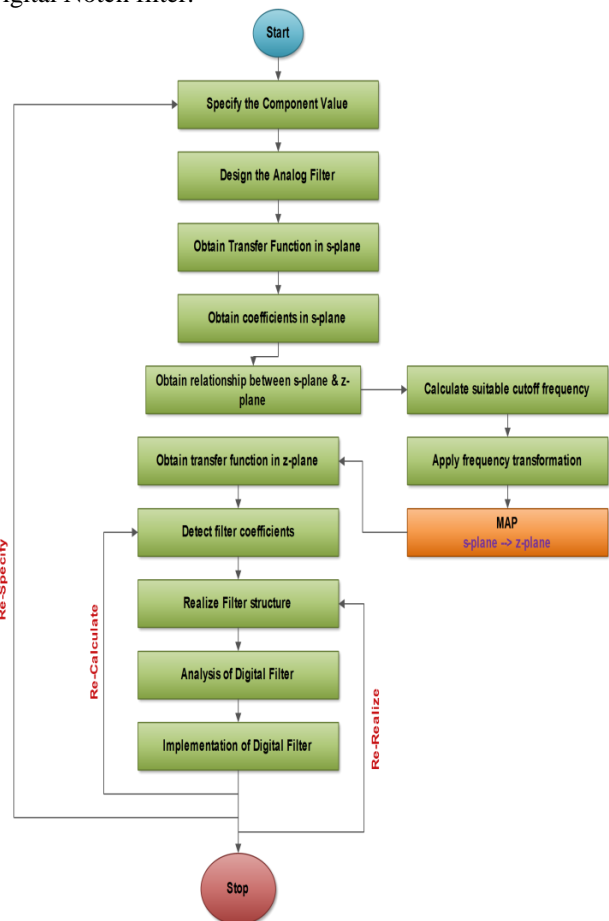 igital Notch filter.
Start
Specify the Component Value
Design the Analog Filter
Obtain Transfer Function in s-plane
Obtain coefficients in s-plane
Obtain relationship between s-plane & z-
plane
Calculate suitable cutoff frequency
Apply frequency transformation
MAP
s-plane --> z-plane
Obtain transfer function in z-plane
Detect filter coefficients
Realize Filter structure
Analysis of Digital Filter
Implementation of Digital Filter
Re-Specify
Re-Calculate
Re-Realize
Stop